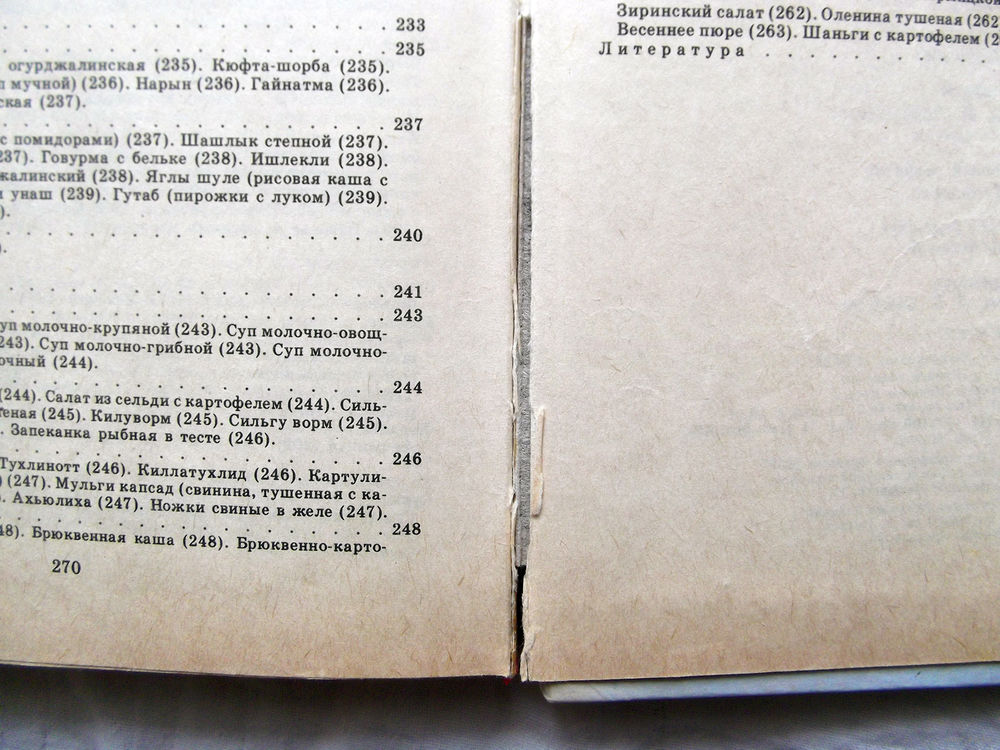 . . . . . . . . . . . . . . 233
. . . . . . . . . . . . . . 235
огурджалинская (235). Кюфта-шорба (235).
мучной) (236). Нарын (236). Гайнатма (236).
ская (237).
. . . . . . . . . . . . . . 237
с помидорами) (237). Шашлык степной (237).
237). Говурма с бельке (238). Ишлекли (238).
жалинский (238). Яглы шуле (рисовая каша с
унаш (239). Гутаб (пирожки с луком) (239).
).
. . . . . . . . . . . . . . 240
).
. . . . . . . . . . . . . . 241
. . . . . . . . . . . . . . 243
уп молочно-крупяной (243). Суп молочно-овощ-
243). Суп молочно-грибной (243). Суп молочно-
очный (244).
. . . . . . . . . . . . . . 244
(244). Салат из сельди с картофелем (244). Силь-
еная (245). Килуворм (245). Сильгу ворм (245).
. Запеканка рыбная в тесте (246).
. . . . . . . . . . . . . . 246
Тухлинотт (246). Киллатухлид (246). Картули-
) (247). Мульги капсад (свинина, тушенная с ка-
. Ахьюлиха (247). Ножки свиные в желе (247).
. . . . . . . . . . . . . . 248
48). Брюквенная каша (248). Брюквенно-карто-
270
Зиринский салат (262). Оленина тушеная (262
Весеннее пюре (263). Шаньги с картофелем (2
Литература . . . . . . . .